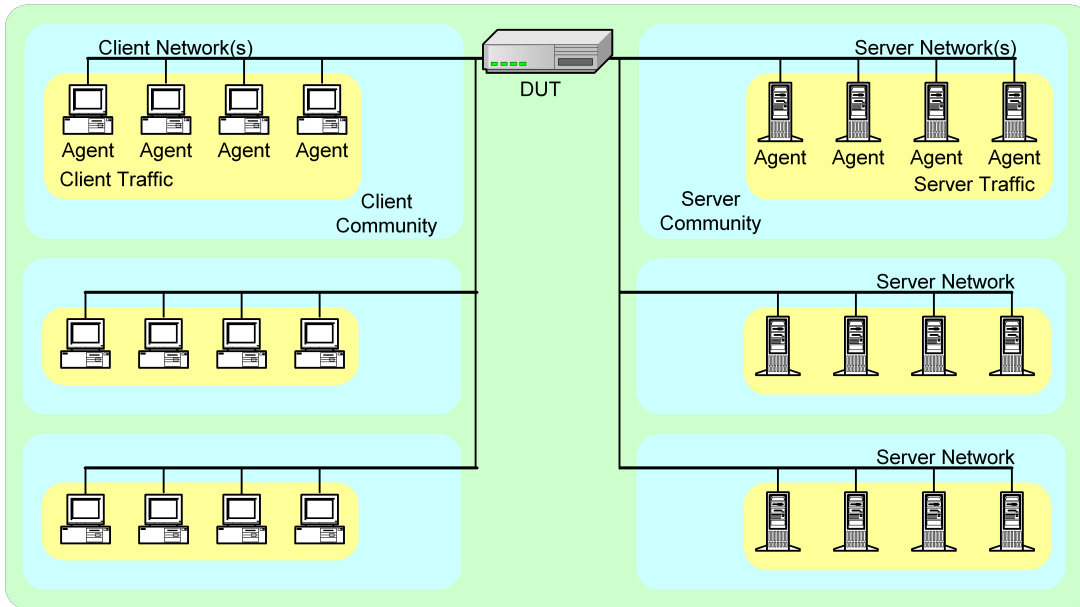 Client Network(s)
Server Network(s)
DUT
Agent Agent Agent Agent
Client Traffic
Client
Community
Agent Agent Agent Agent
Server Traffic
Server
Community
Server Network
Server Network